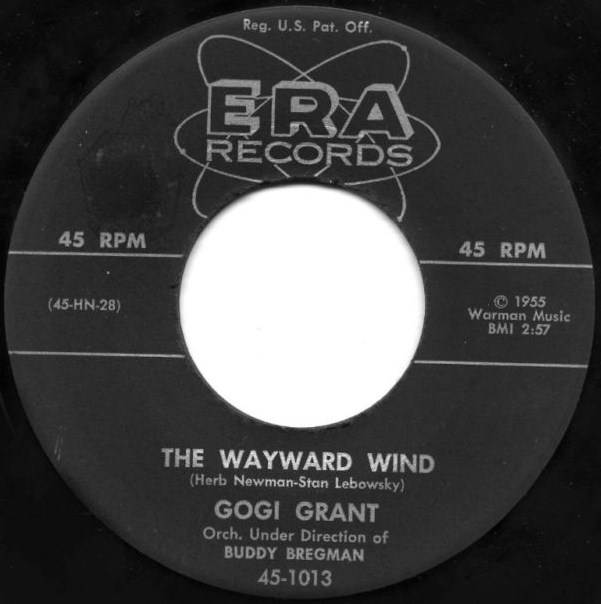 Reg. U.S. Pat. Off.
ERA
RECORDS
45 RPM
45 RPM
(45-HN-28)
© 1955
Warman Music
BMI 2:57
THE WAYWARD WIND
(Herb Newman-Stan Lebowsky)
GOGI GRANT
Orch. Under Direction of
BUDDY BREGMAN
45-1013